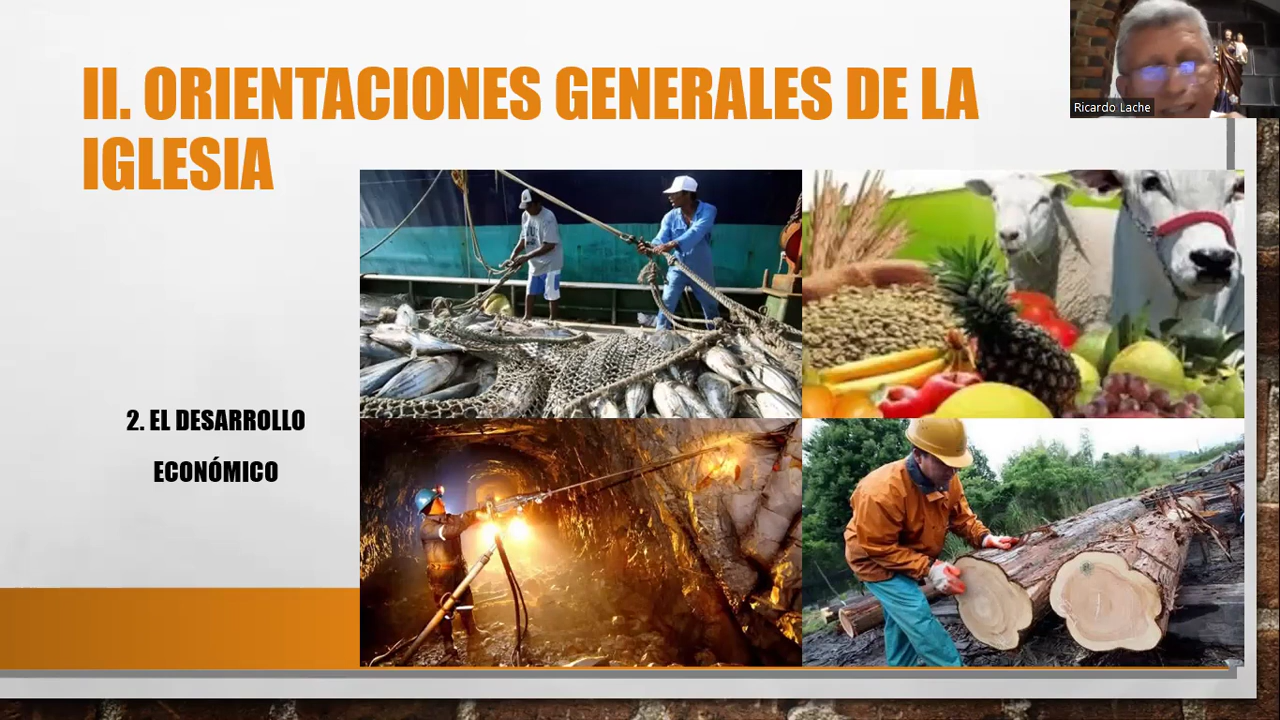 II. ORIENTACIONES GENERALES DE LA
IGLESIA
Ricardo Lache
2. EL DESARROLLO
ECONÓMICO